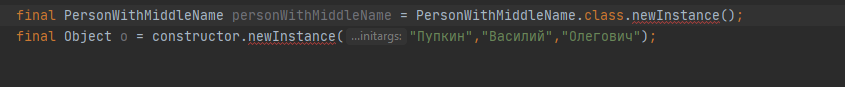 final PersonWithMiddleName personWithMiddleName = PersonWithMiddleName.class.newInstance();
final Object o = constructor.newInstance( ...initargs: "Пупкин","Василий","Олегович");